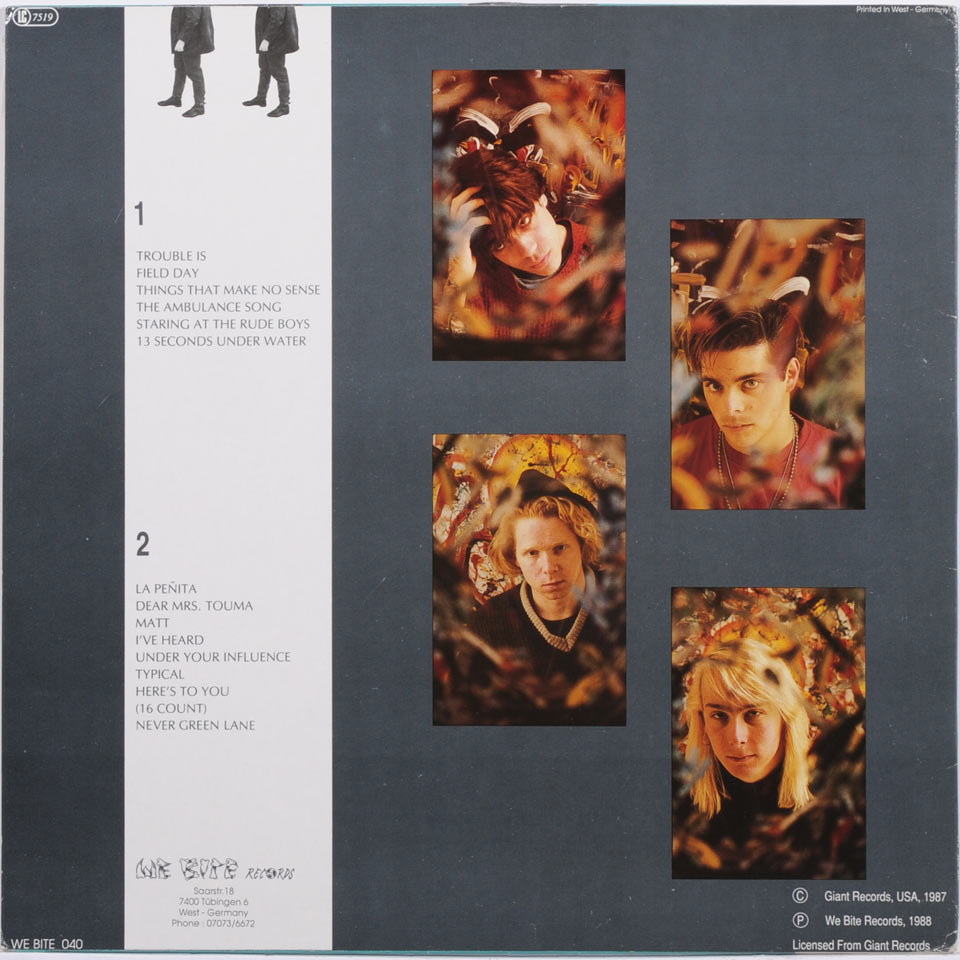 LC 7519
Printed in West - Germany
1
TROUBLE IS
FIELD DAY
THINGS THAT MAKE NO SENSE
THE AMBULANCE SONG
STARING AT THE RUDE BOYS
13 SECONDS UNDER WATER
2
LA PEÑITA
DEAR MRS. TOUMA
MATT
I'VE HEARD
UNDER YOUR INFLUENCE
TYPICAL
HERE'S TO YOU
(16 COUNT)
NEVER GREEN LANE
WE BITE RECORDS
Saarstr.18
7400 Tübingen 6
West - Germany
Phone : 07073/6672
WE BITE 040
© Giant Records, USA, 1987
℗ We Bite Records, 1988
Licensed From Giant Records